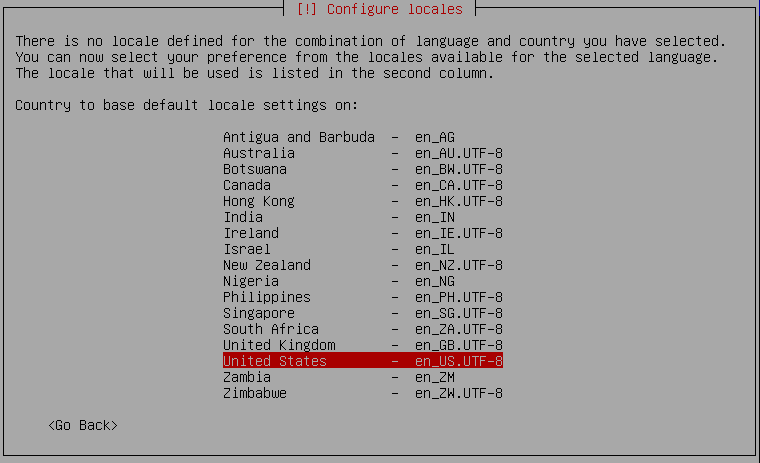 [!] Configure locales
There is no locale defined for the combination of language and country you have selected.
You can now select your preference from the locales available for the selected language.
The locale that will be used is listed in the second column.
Country to base default locale settings on:
Antigua and Barbuda - en_AG
Australia - en_AU.UTF-8
Botswana - en_BW.UTF-8
Canada - en_CA.UTF-8
Hong Kong - en_HK.UTF-8
India - en_IN
Ireland - en_IE.UTF-8
Israel - en_IL
New Zealand - en_NZ.UTF-8
Nigeria - en_NG
Philippines - en_PH.UTF-8
Singapore - en_SG.UTF-8
South Africa - en_ZA.UTF-8
United Kingdom - en_GB.UTF-8
United States - en_US.UTF-8
Zambia - en_ZM
Zimbabwe - en_ZW.UTF-8
<Go Back>